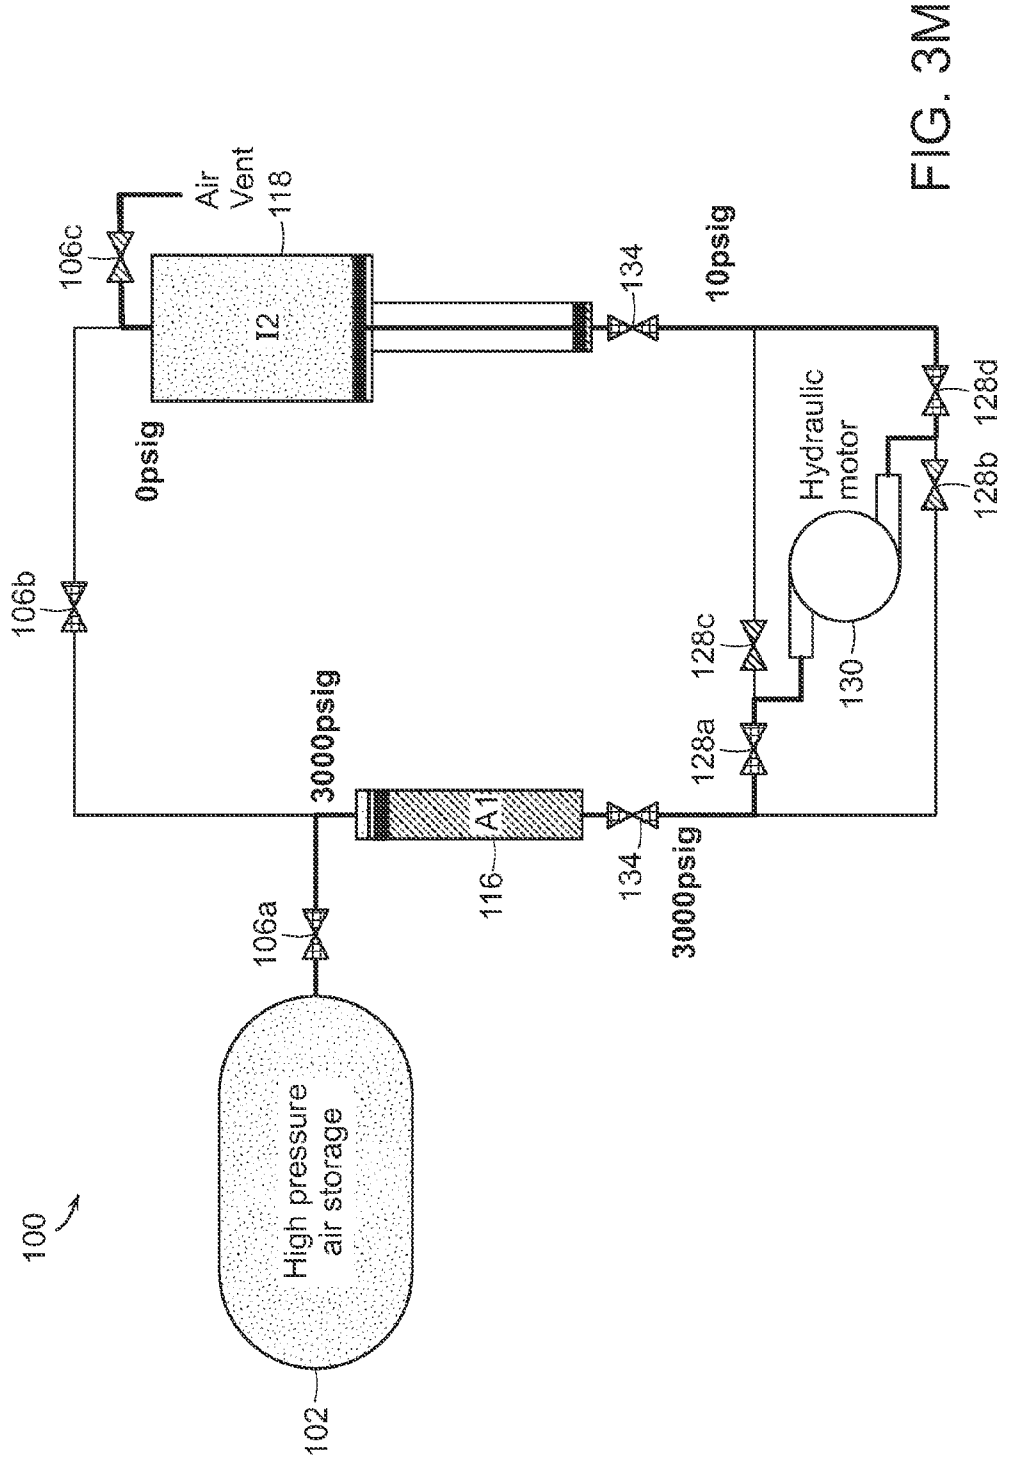 100
102
High pressure
air storage
106a
3000psig
116
A1
134
3000psig
106b
0psig
106c
Air
Vent
118
I2
134
10psig
128a
128c
130
Hydraulic
motor
128b
128d
FIG. 3M